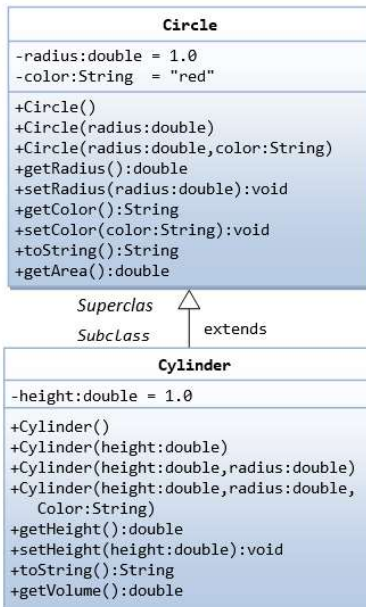 Circle
-radius:double = 1.0
-color:String  = "red"
+Circle()
+Circle(radius:double)
+Circle(radius:double,color:String)
+getRadius():double
+setRadius(radius:double):void
+getColor():String
+setColor(color:String):void
+toString():String
+getArea():double
Superclas
Subclass
extends
Cylinder
-height:double = 1.0
+Cylinder()
+Cylinder(height:double)
+Cylinder(height:double,radius:double)
+Cylinder(height:double,radius:double,
Color:String)
+getHeight():double
+setHeight(height:double):void
+toString():String
+getVolume():double